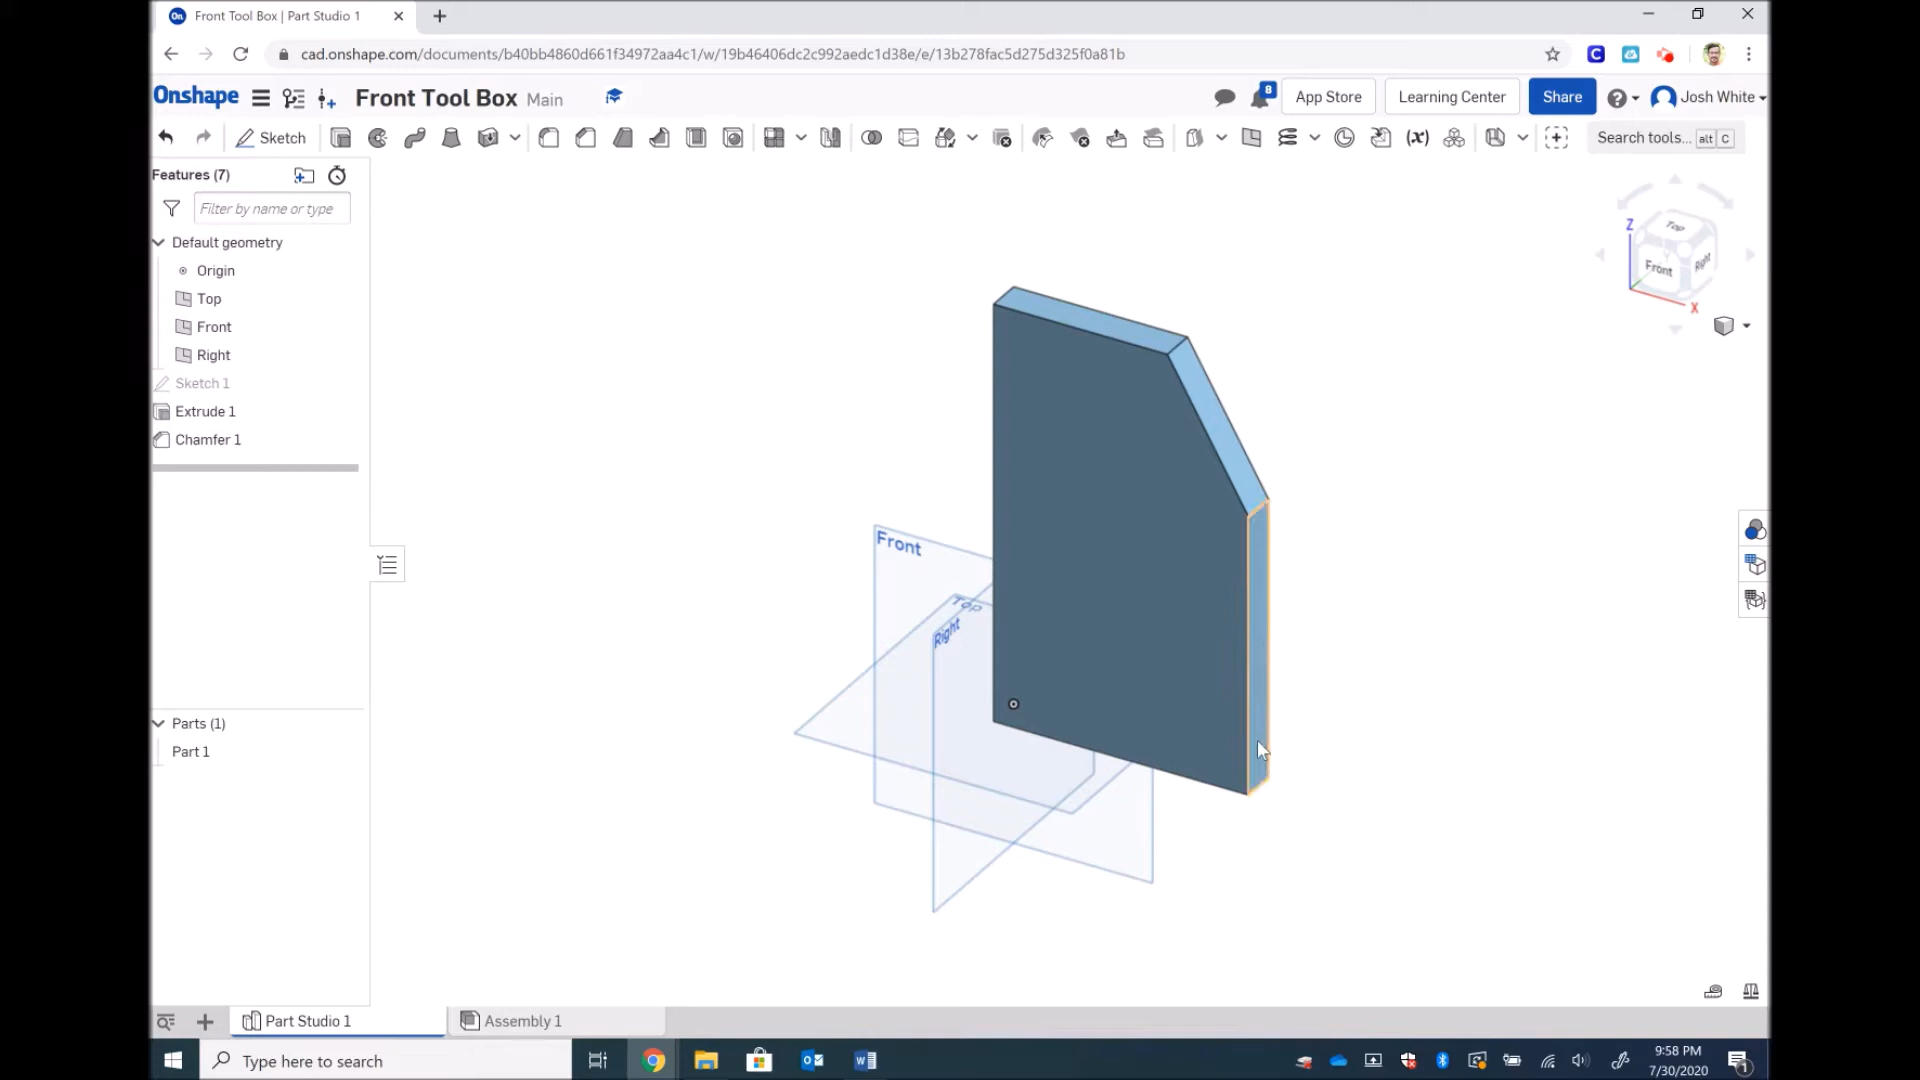 Front Tool Box | Part Studio 1
cad.onshape.com/documents/b40bb4860d661f34972aa4c1/w/19b46406dc2c992aedc1d38e/e/13b278fac5d275d325f0a81b
Onshape Front Tool Box Main 8 App Store Learning Center Share Josh White
Sketch (x) Search tools... alt C
Features (7)
Filter by name or type
Default geometry
Origin
Top
Front
Right
Sketch 1
Extrude 1
Chamfer 1
Parts (1)
Part 1
Z
Top
Front
Right
X
Front
Top
Right
Part Studio 1 Assembly 1
Type here to search
9:58 PM
7/30/2020
1